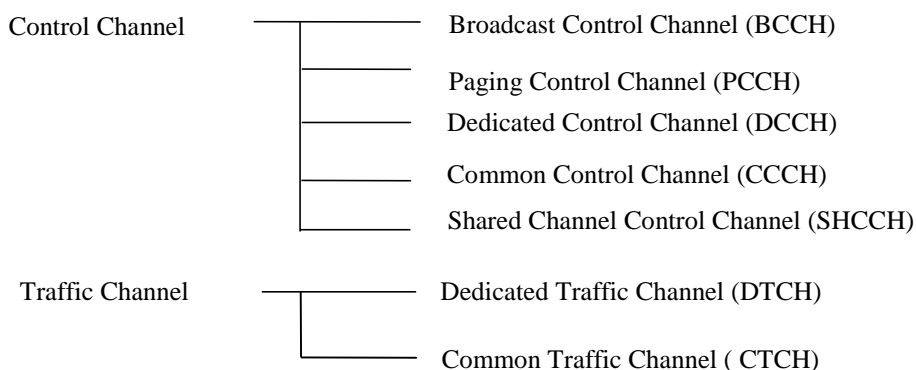 Control Channel Broadcast Control Channel (BCCH)
Paging Control Channel (PCCH)
Dedicated Control Channel (DCCH)
Common Control Channel (CCCH)
Shared Channel Control Channel (SHCCH)
Traffic Channel Dedicated Traffic Channel (DTCH)
Common Traffic Channel ( CTCH)